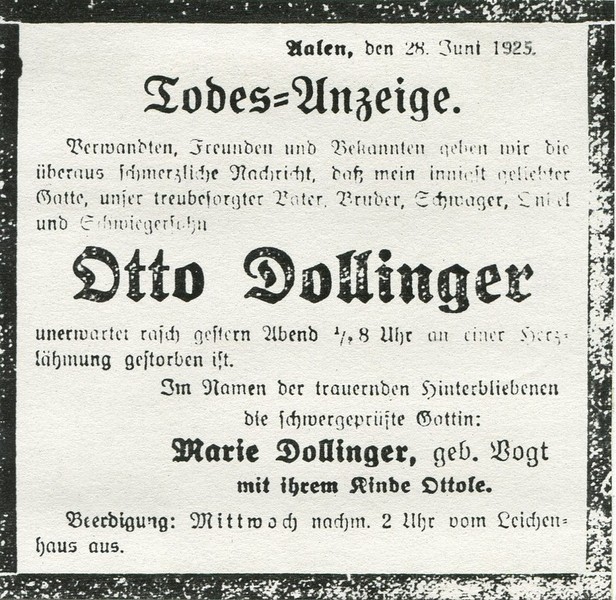 Aalen, den 28. Juni 1925.
Todes-Anzeige.
Verwandten, Freunden und Bekannten geben wir die
überaus schmerzliche Nachricht, daß mein innigst geliebter
Gatte, unser treubesorgter Vater, Bruder, Schwager, Onkel
und Schwiegersohn
Otto Dollinger
unerwartet rasch gestern Abend ½8 Uhr an einer Herz-
lähmung gestorben ist.
Im Namen der trauernden Hinterbliebenen
die schwergeprüfte Gattin:
Marie Dollinger, geb. Vogt
mit ihrem Kinde Ottole.
Beerdigung: Mittwoch nachm. 2 Uhr vom Leichen-
haus aus.